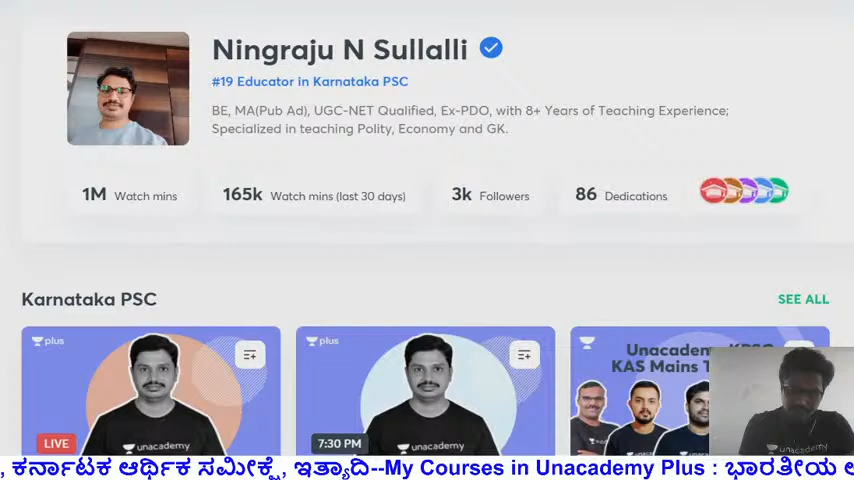 Ningraju N Sullalli
#19 Educator in Karnataka PSC
BE, MA(Pub Ad), UGC-NET Qualified, Ex-PDO, with 8+ Years of Teaching Experience;
Specialized in teaching Polity, Economy and GK.
1M Watch mins 165k Watch mins (last 30 days) 3k Followers 86 Dedications
Karnataka PSC SEE ALL
plus plus Unacademy KPSC
KAS Mains T
LIVE unacademy 7:30 PM unacademy unacademy
, ಕರ್ನಾಟಕ ಆರ್ಥಿಕ ಸಮೀಕ್ಷೆ, ಇತ್ಯಾದಿ--My Courses in Unacademy Plus : ಭಾರತೀಯ